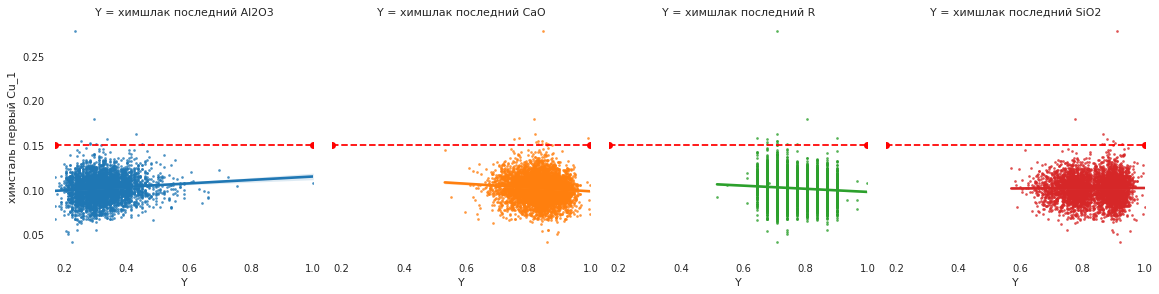 Y = химшлак последний Al2O3
Y = химшлак последний CaO
Y = химшлак последний R
Y = химшлак последний SiO2
химсталь первый Cu_1
0.25
0.20
0.15
0.10
0.05
0.2 0.4 0.6 0.8 1.0
0.2 0.4 0.6 0.8 1.0
0.2 0.4 0.6 0.8 1.0
0.2 0.4 0.6 0.8 1.0
Y
Y
Y
Y